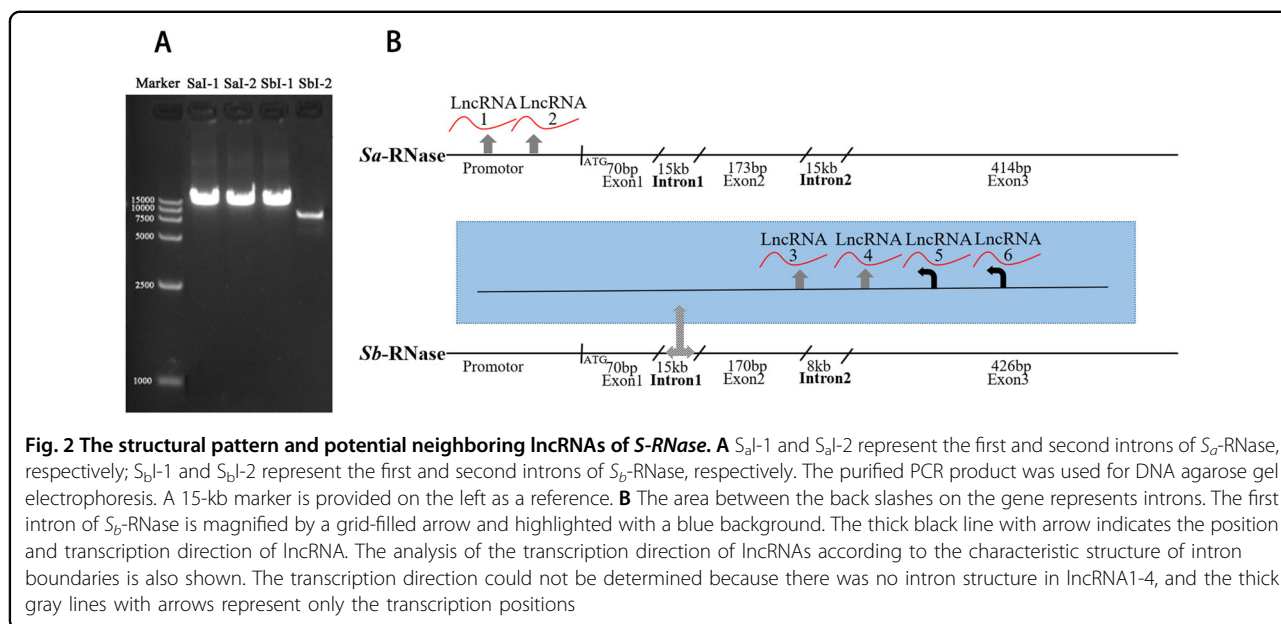 A
B
Marker SaI-1 SaI-2 SbI-1 SbI-2
15000
10000
7500
5000
2500
1000
LncRNA LncRNA
1 2
Sa-RNase
Promotor
ATG
70bp 15kb 173bp 15kb 414bp
Exon1 Intron1 Exon2 Intron2 Exon3
LncRNA LncRNA LncRNA LncRNA
3 4 5 6
Sb-RNase
Promotor
ATG
70bp 15kb 170bp 8kb 426bp
Exon1 Intron1 Exon2 Intron2 Exon3
Fig. 2 The structural pattern and potential neighboring lncRNAs of S-RNase. A SaI-1 and SaI-2 represent the first and second introns of Sa-RNase,
respectively; SbI-1 and SbI-2 represent the first and second introns of Sb-RNase, respectively. The purified PCR product was used for DNA agarose gel
electrophoresis. A 15-kb marker is provided on the left as a reference. B The area between the back slashes on the gene represents introns. The first
intron of Sb-RNase is magnified by a grid-filled arrow and highlighted with a blue background. The thick black line with arrow indicates the position
and transcription direction of lncRNA. The analysis of the transcription direction of lncRNAs according to the characteristic structure of intron
boundaries is also shown. The transcription direction could not be determined because there was no intron structure in lncRNA1-4, and the thick
gray lines with arrows represent only the transcription positions